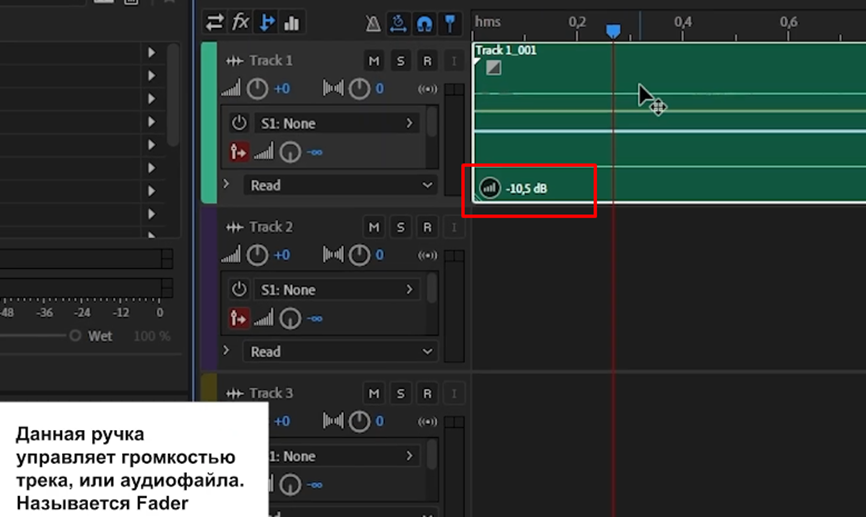 fx
hms 0,2 0,4 0,6
Track 1 M S R I
+0 0
S1: None
-∞
Read
Track 1_001
-10,5 dB
Track 2 M S R I
+0 0
S1: None
-∞
Read
-48 -36 -24 -12 0
Wet 100 %
Track 3 M S R I
+0 0
1: None
-∞
Данная ручка
управляет громкостью
трека, или аудиофайла.
Называется Fader